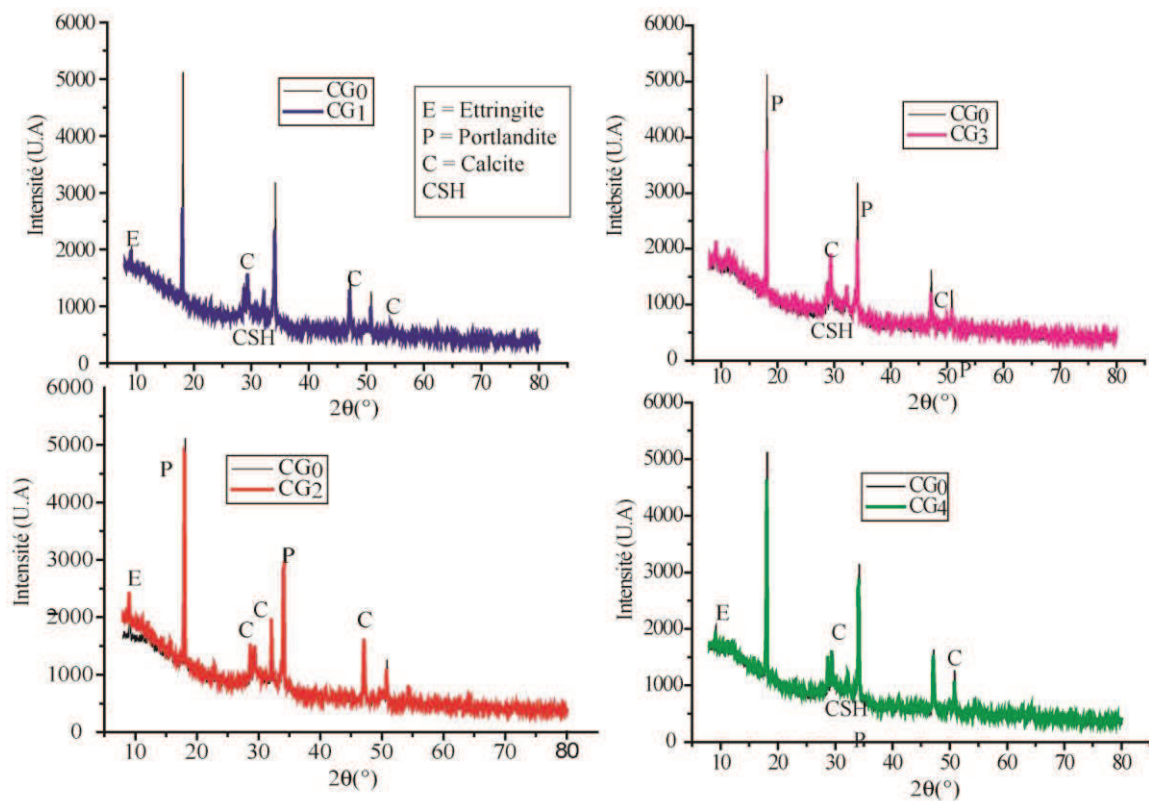 6000
5000
4000
3000
2000
1000
0
Intensité (U.A)
CG0
CG1
E = Ettringite
P = Portlandite
C = Calcite
CSH
E
C
C
C
CSH
10 20 30 40 50 60 70 80
2θ(°)
6000
5000
4000
3000
2000
1000
0
Intebsité (U.A)
CG0
CG3
P
P
C
C
CSH
P
10 20 30 40 50 60 70 80
2θ(°)
6000
5000
4000
3000
2000
1000
0
Intensité (U.A)
CG0
CG2
P
P
E
C
C
C
10 20 30 40 50 60 70 80
2θ(°)
6000
5000
4000
3000
2000
1000
0
Intensité (U.A)
CG0
CG4
E
C
C
CSH
P
10 20 30 40 50 60 70 80
2θ(°)